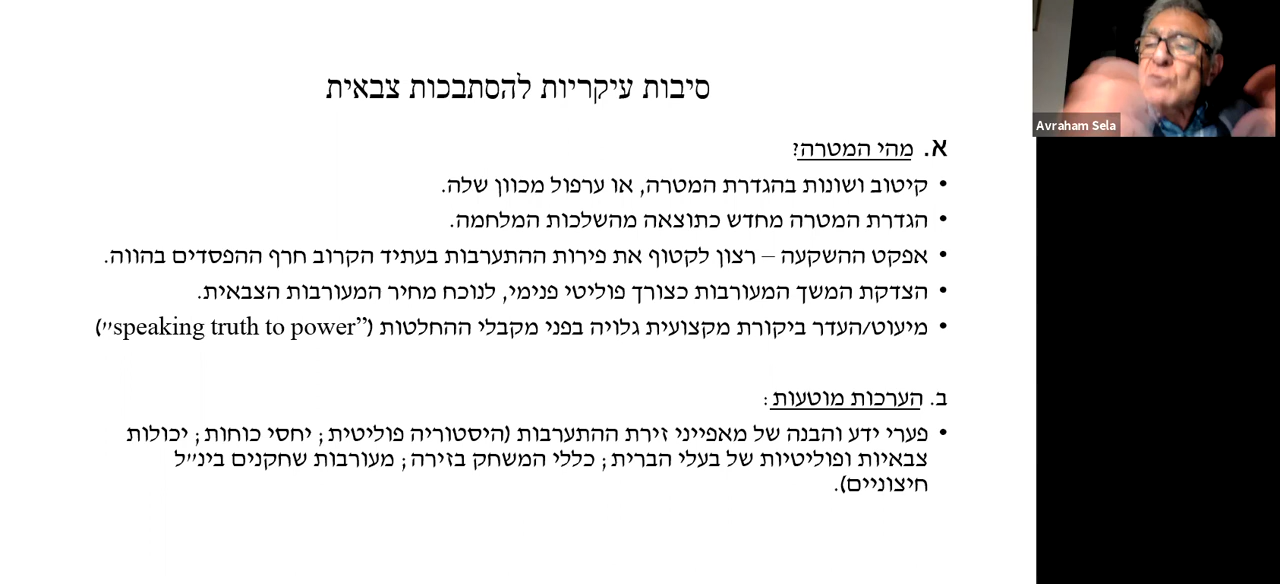 סיבות עיקריות להסתבכות צבאית
א. מהי המטרה?
• קיטוב ושונות בהגדרת המטרה, או ערפול מכוון שלה.
• הגדרת המטרה מחדש כתוצאה מהשלכות המלחמה.
• אפקט ההשקעה – רצון לקטוף את פירות ההתערבות בעתיד הקרוב חרף ההפסדים בהווה.
• הצדקת המשך המעורבות כצורך פוליטי פנימי, לנוכח מחיר המעורבות הצבאית.
• מיעוט/העדר ביקורת מקצועית גלויה בפני מקבלי ההחלטות ("speaking truth to power")
ב. הערכות מוטעות:
• פערי ידע והבנה של מאפייני זירת ההתערבות (היסטוריה פוליטית; יחסי כוחות; יכולות
צבאיות ופוליטיות של בעלי הברית; כללי המשחק בזירה; מעורבות שחקנים בינ״ל
חיצוניים).
Avraham Sela